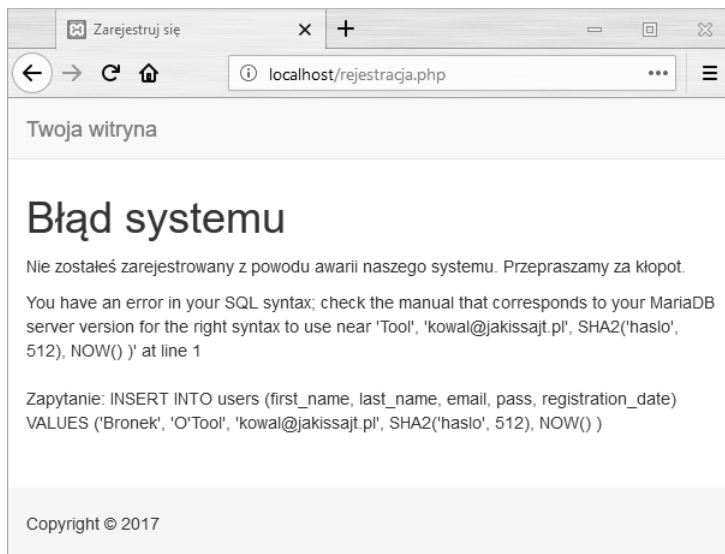 Zarejestruj się
localhost/rejestracja.php
Twoja witryna
Błąd systemu
Nie zostałeś zarejestrowany z powodu awarii naszego systemu. Przepraszamy za kłopot.
You have an error in your SQL syntax; check the manual that corresponds to your MariaDB
server version for the right syntax to use near 'Tool', 'kowal@jakissajt.pl', SHA2('haslo',
512), NOW() )' at line 1
Zapytanie: INSERT INTO users (first_name, last_name, email, pass, registration_date)
VALUES ('Bronek', 'O'Tool', 'kowal@jakissajt.pl', SHA2('haslo', 512), NOW() )
Copyright © 2017